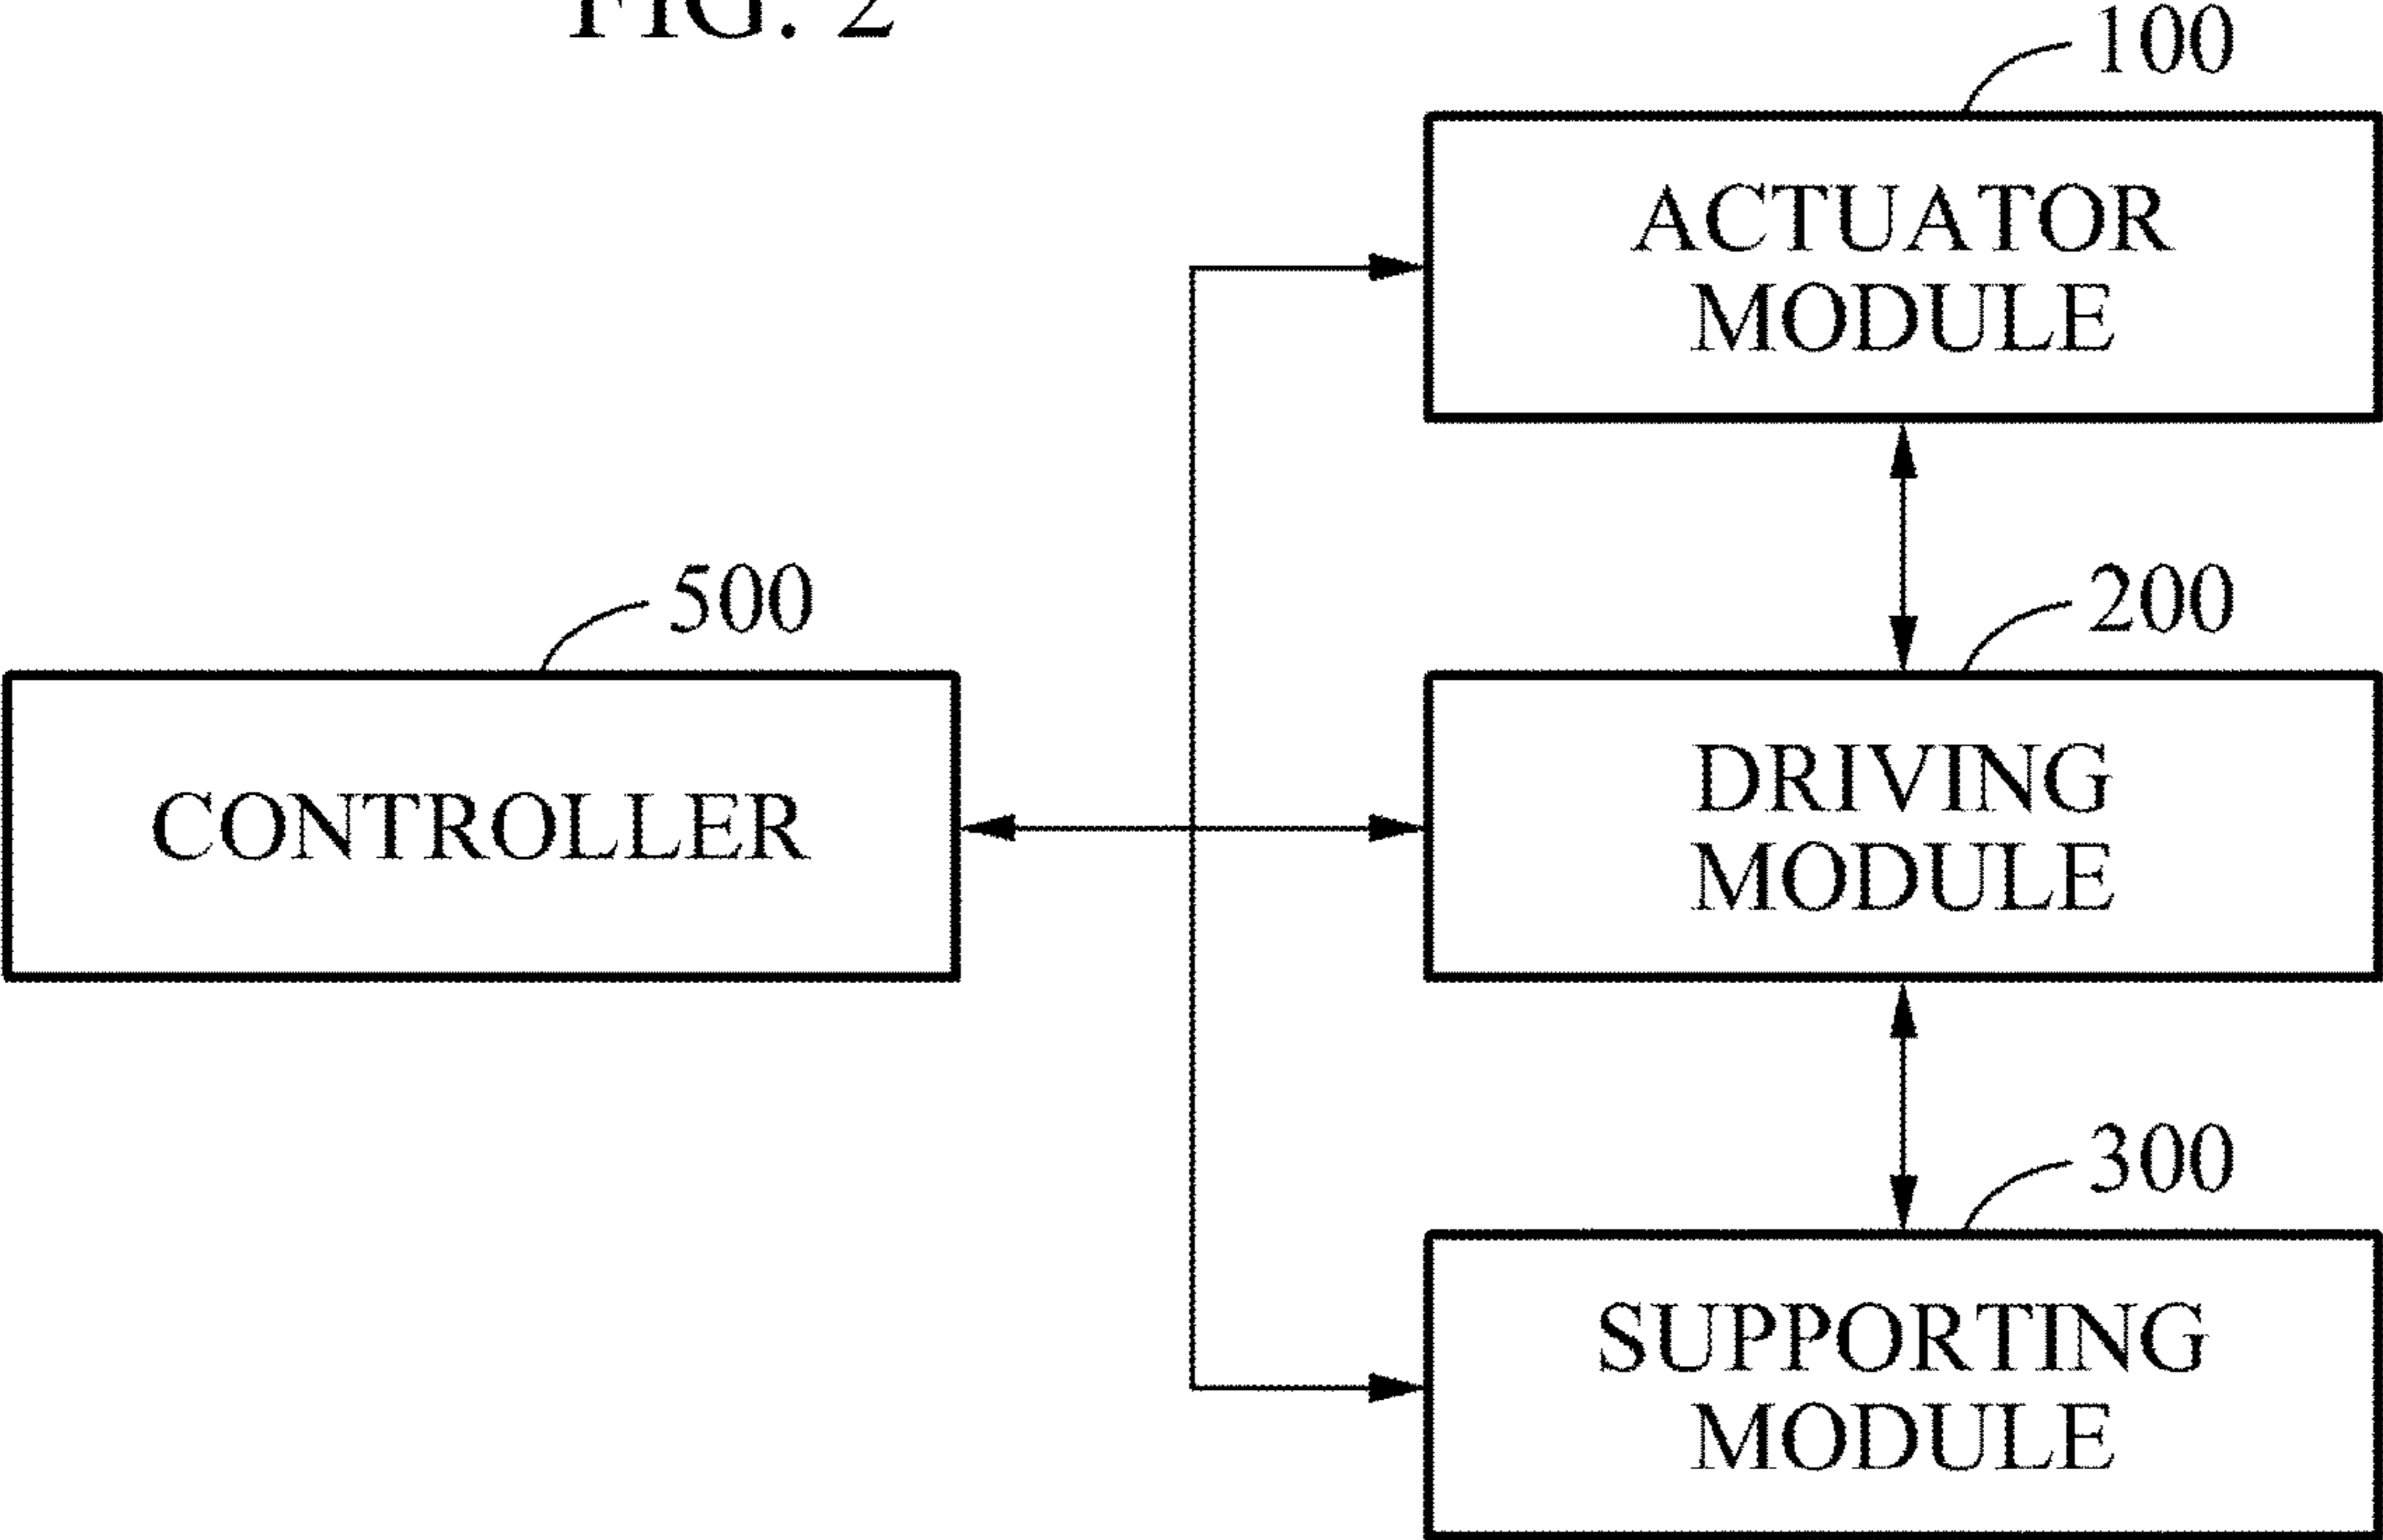 FIG. 2
100
ACTUATOR
MODULE
500
200
CONTROLLER
DRIVING
MODULE
300
SUPPORTING
MODULE